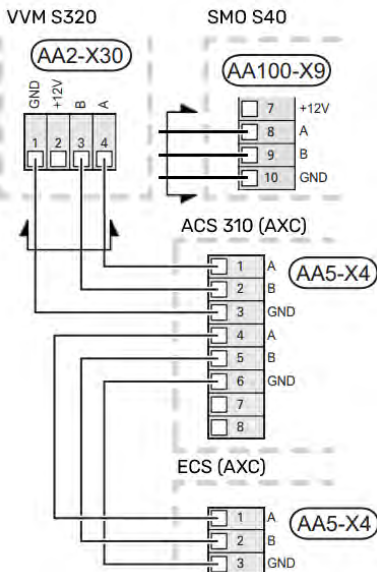 VVM S320
SMO S40
AA2-X30
AA100-X9
GND
+12V
B
A
1 2 3 4
7 +12V
8 A
9 B
10 GND
ACS 310 (AXC)
AA5-X4
1 A
2 B
3 GND
4 A
5 B
6 GND
7
8
ECS (AXC)
AA5-X4
1 A
2 B
3 GND